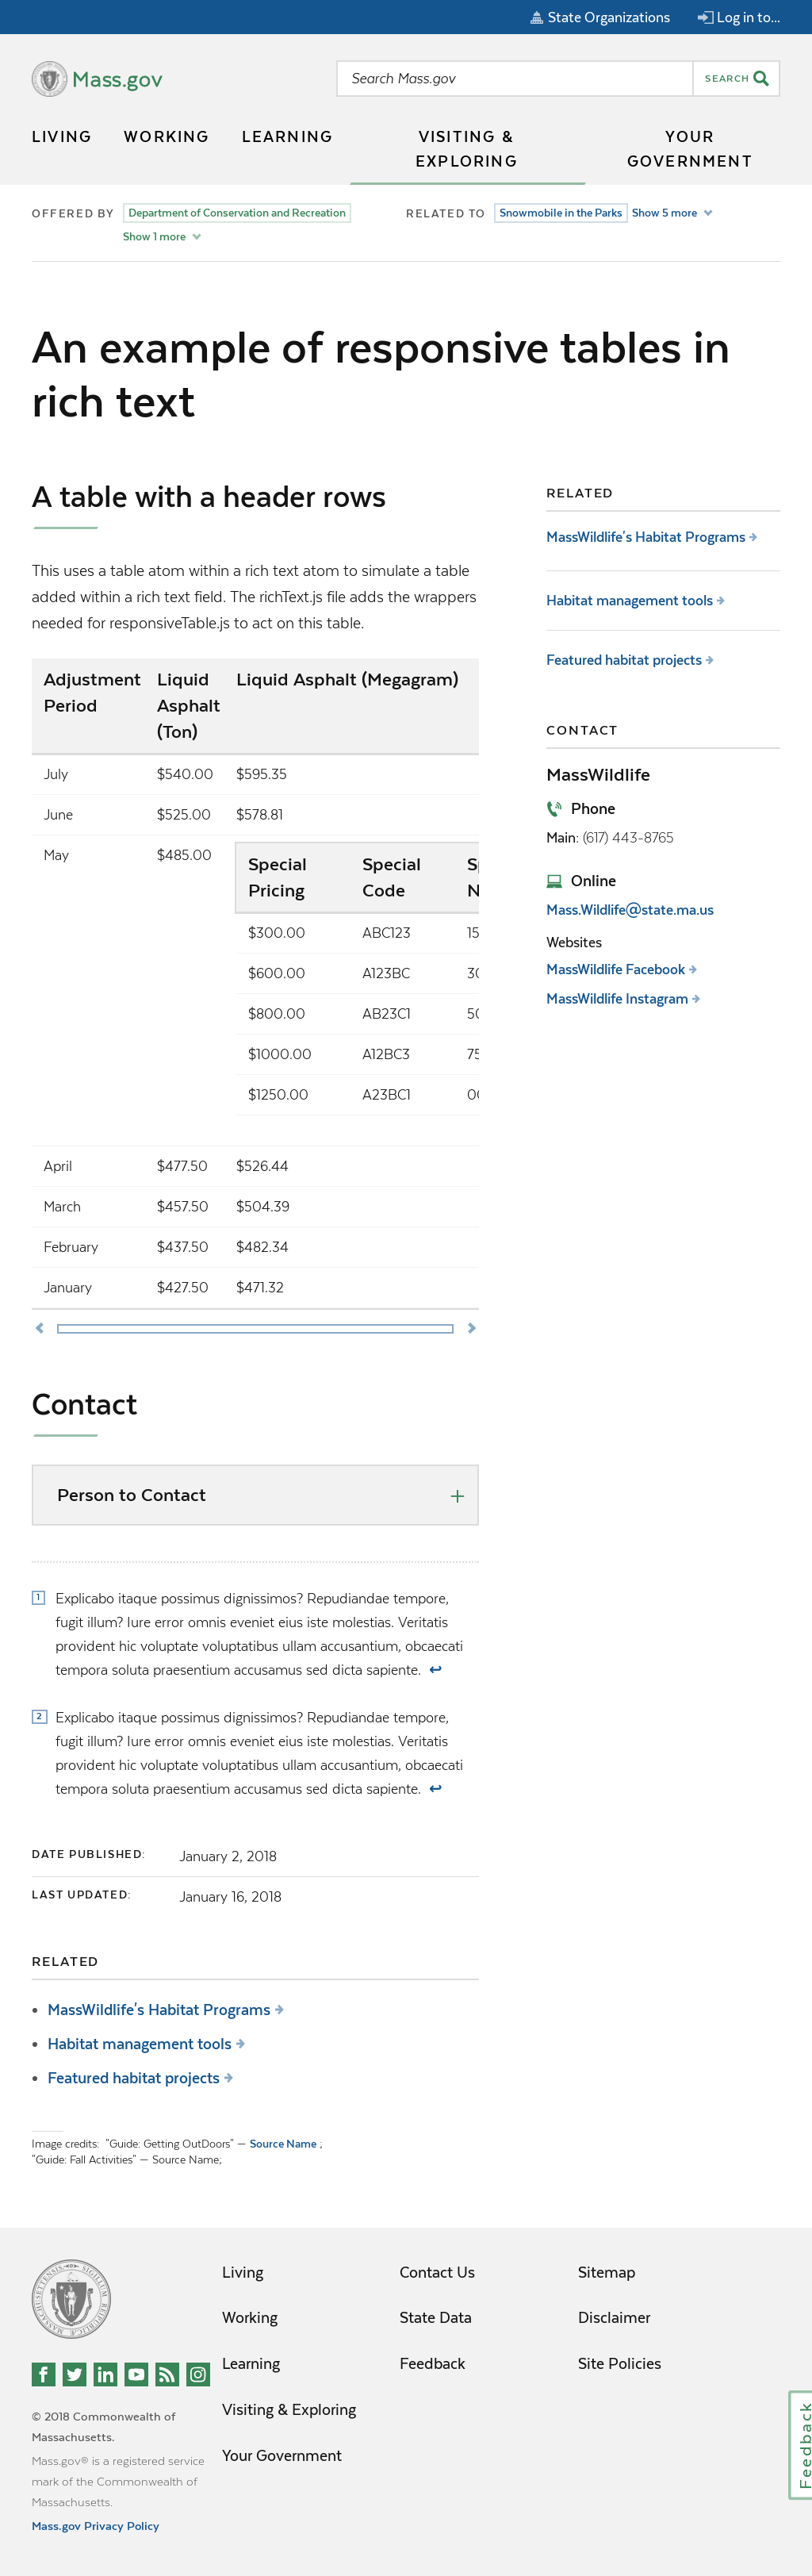 State Organizations
Log in to...
Mass.gov
Search Mass.gov
SEARCH
LIVING
WORKING
LEARNING
VISITING &
EXPLORING
YOUR
GOVERNMENT
OFFERED BY
Department of Conservation and Recreation
Show 1 more
RELATED TO
Snowmobile in the Parks
Show 5 more
An example of responsive tables in
rich text
A table with a header rows
This uses a table atom within a rich text atom to simulate a table
added within a rich text field. The richText.js file adds the wrappers
needed for responsiveTable.js to act on this table.
Adjustment Period
Liquid Asphalt (Ton)
Liquid Asphalt (Megagram)
July $540.00 $595.35
June $525.00 $578.81
May $485.00
Special Pricing
Special Code
$300.00 ABC123 15
$600.00 A123BC
$800.00 AB23C1
$1000.00 A12BC3
$1250.00 A23BC1
April $477.50 $526.44
March $457.50 $504.39
February $437.50 $482.34
January $427.50 $471.32
Contact
Person to Contact
1 Explicabo itaque possimus dignissimos? Repudiandae tempore,
fugit illum? Iure error omnis eveniet eius iste molestias. Veritatis
provident hic voluptate voluptatibus ullam accusantium, obcaecati
tempora soluta praesentium accusamus sed dicta sapiente. ↩
2 Explicabo itaque possimus dignissimos? Repudiandae tempore,
fugit illum? Iure error omnis eveniet eius iste molestias. Veritatis
provident hic voluptate voluptatibus ullam accusantium, obcaecati
tempora soluta praesentium accusamus sed dicta sapiente. ↩
DATE PUBLISHED: January 2, 2018
LAST UPDATED: January 16, 2018
RELATED
• MassWildlife's Habitat Programs
• Habitat management tools
• Featured habitat projects
Image credits: "Guide: Getting OutDoors" — Source Name ;
"Guide: Fall Activities" — Source Name;
RELATED
MassWildlife's Habitat Programs
Habitat management tools
Featured habitat projects
CONTACT
MassWildlife
Phone
Main: (617) 443-8765
Online
Mass.Wildlife@state.ma.us
Websites
MassWildlife Facebook
MassWildlife Instagram
Living
Working
Learning
Visiting & Exploring
Your Government
Contact Us
State Data
Feedback
Sitemap
Disclaimer
Site Policies
© 2018 Commonwealth of
Massachusetts.
Mass.gov® is a registered service
mark of the Commonwealth of
Massachusetts.
Mass.gov Privacy Policy
Feedback